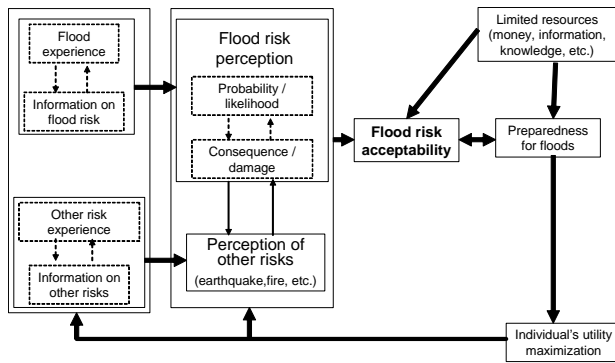 Flood
experience
Information on
flood risk
Other risk
experience
Information on
other risks
Flood risk
perception
Probability /
likelihood
Consequence /
damage
Perception of
other risks
(earthquake,fire, etc.)
Flood risk
acceptability
Limited resources
(money, information,
knowledge, etc.)
Preparedness
for floods
Individual's utility
maximization